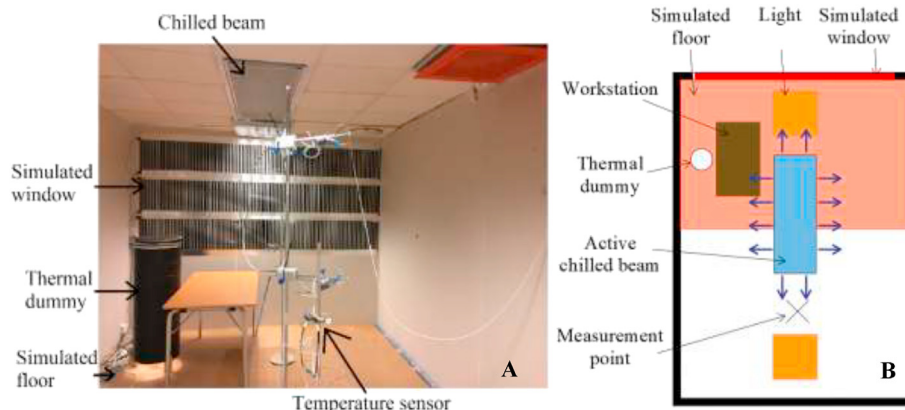 Chilled beam
Simulated
window
Thermal
dummy
Simulated
floor
Temperature sensor
A
Simulated
floor
Light
Simulated
window
Workstation
Thermal
dummy
Active
chilled beam
Measurement
point
B